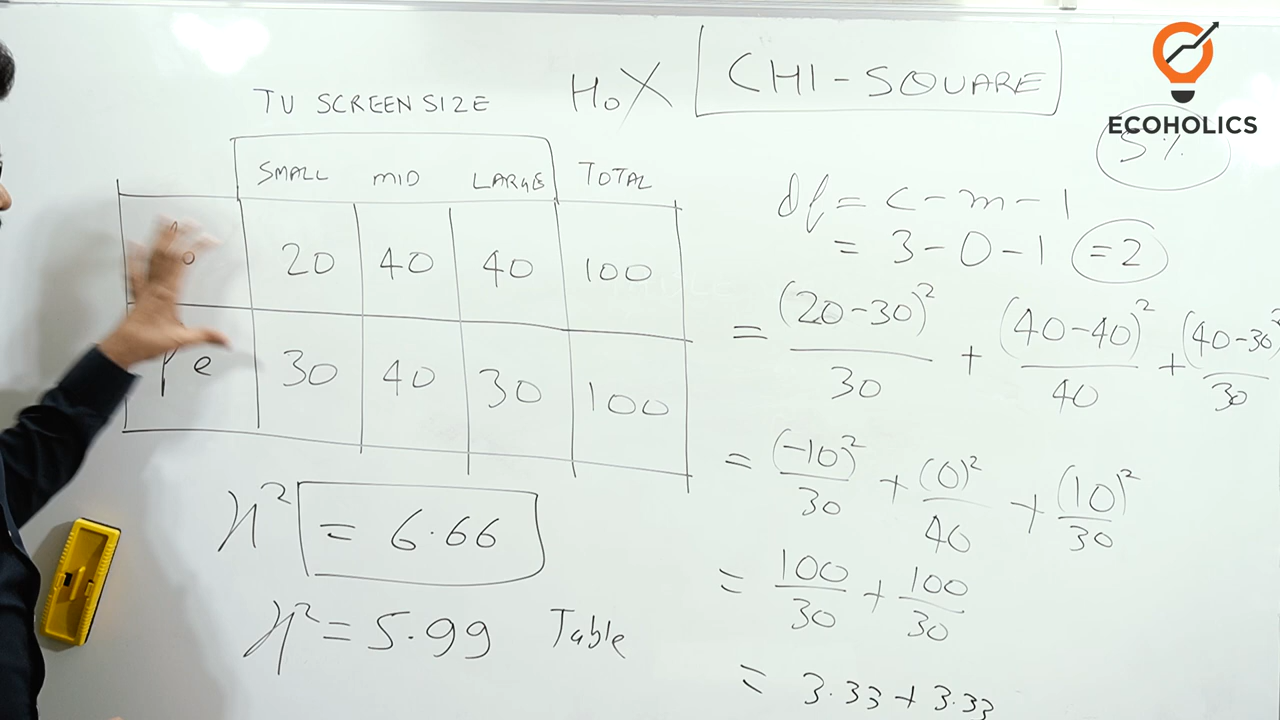 TV SCREEN SIZE
H₀ X
CHI-SQUARE
ECOHOLICS
5%
SMALL MID LARGE TOTAL
20 40 40 100
fe 30 40 30 100
df = c - m - 1
= 3 - 0 - 1 = 2
= (20-30)²/30 + (40-40)²/40 + (40-30)²/30
= (-10)²/30 + (0)²/40 + (10)²/30
= 100/30 + 100/30
= 3.33 + 3.33
χ² = 6.66
χ² = 5.99 Table